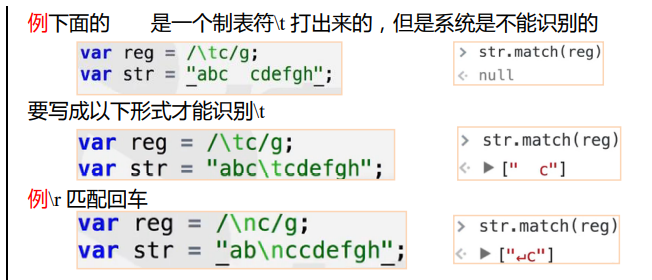 例下面的 是一个制表符\t 打出来的，但是系统是不能识别的
var reg = /\tc/g;
var str = "abc  cdefgh";
> str.match(reg)
<· null
要写成以下形式才能识别\t
var reg = /\tc/g;
var str = "abc\tcdefgh";
> str.match(reg)
<· ▶ ["  c"]
例\r 匹配回车
var reg = /\nc/g;
var str = "ab\nccdefgh";
> str.match(reg)
<· ▶ ["↵c"]